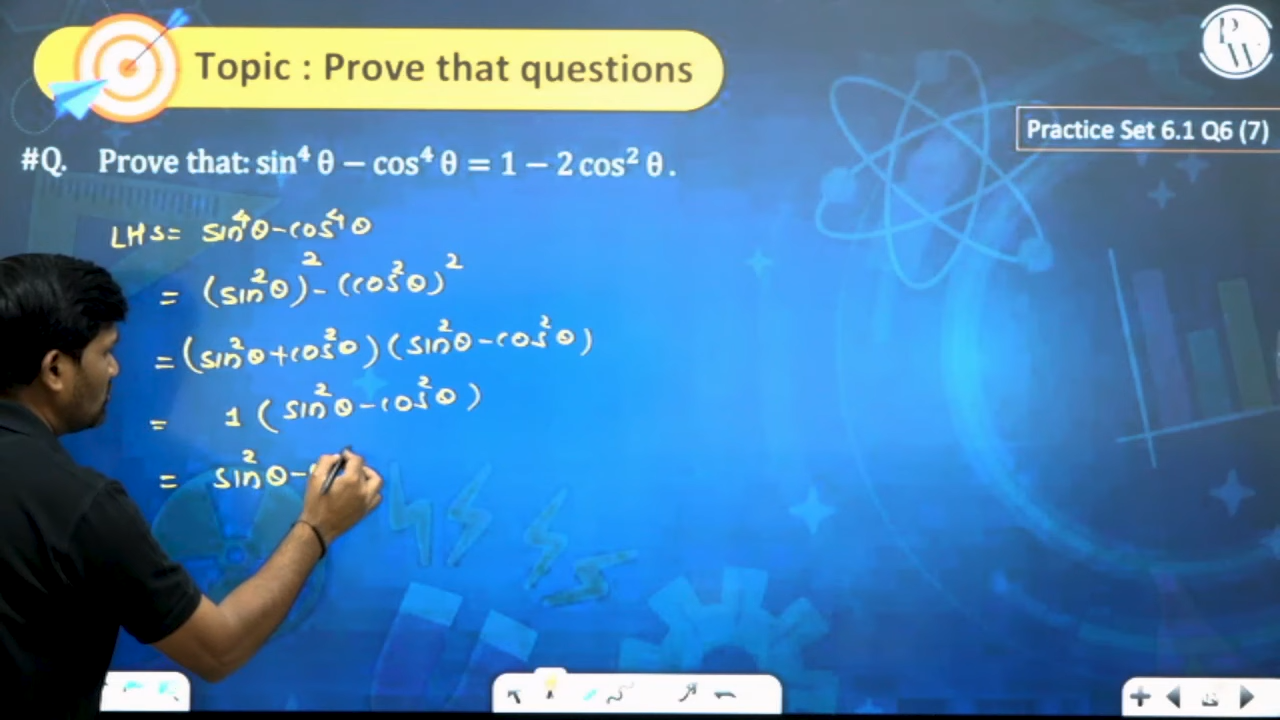 Topic : Prove that questions
PW
Practice Set 6.1 Q6 (7)
#Q. Prove that: sin⁴ θ − cos⁴ θ = 1 − 2 cos² θ .
LHS= sin⁴θ-cos⁴θ
= (sin²θ)²-(cos²θ)²
=(sin²θ+cos²θ)(sin²θ-cos²θ)
= 1 (sin²θ-cos²θ)
= sin²θ-